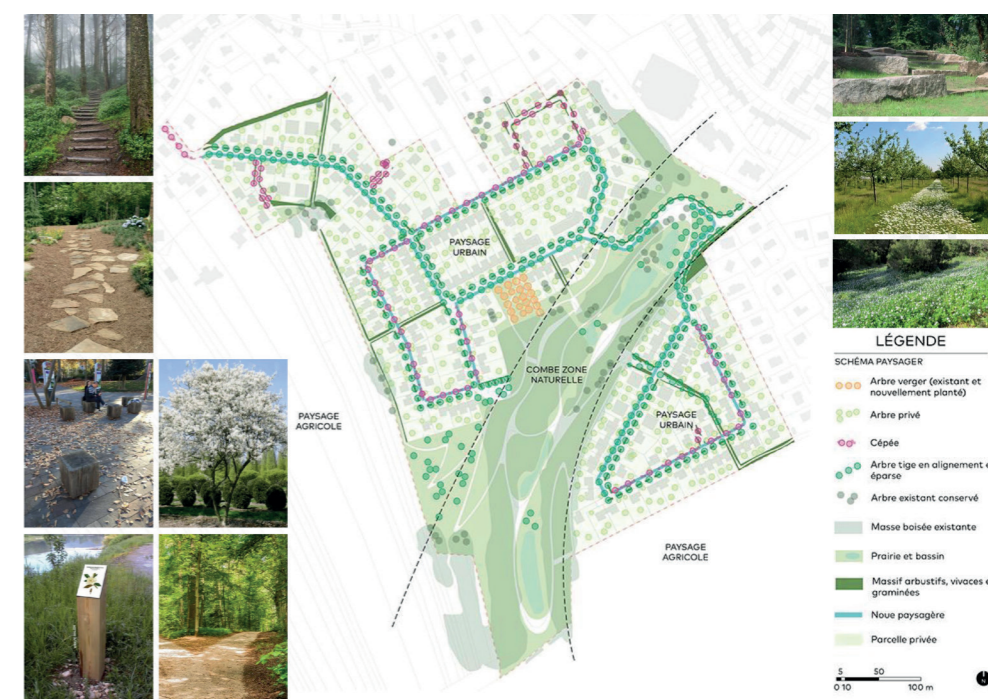 PAYSAGE
URBAIN
COMBE ZONE
NATURELLE
PAYSAGE
AGRICOLE
PAYSAGE
URBAIN
PAYSAGE
AGRICOLE
LÉGENDE
SCHÉMA PAYSAGER
Arbre verger (existant et
nouvellement planté)
Arbre privé
Cépée
Arbre tige en alignement e
éparse
Arbre existant conservé
Masse boisée existante
Prairie et bassin
Massif arbustifs, vivaces e
graminées
Noue paysagère
Parcelle privée
5 50
0 10 100 m
N